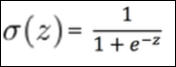 σ(z) = 1 / (1 + e^{-z})